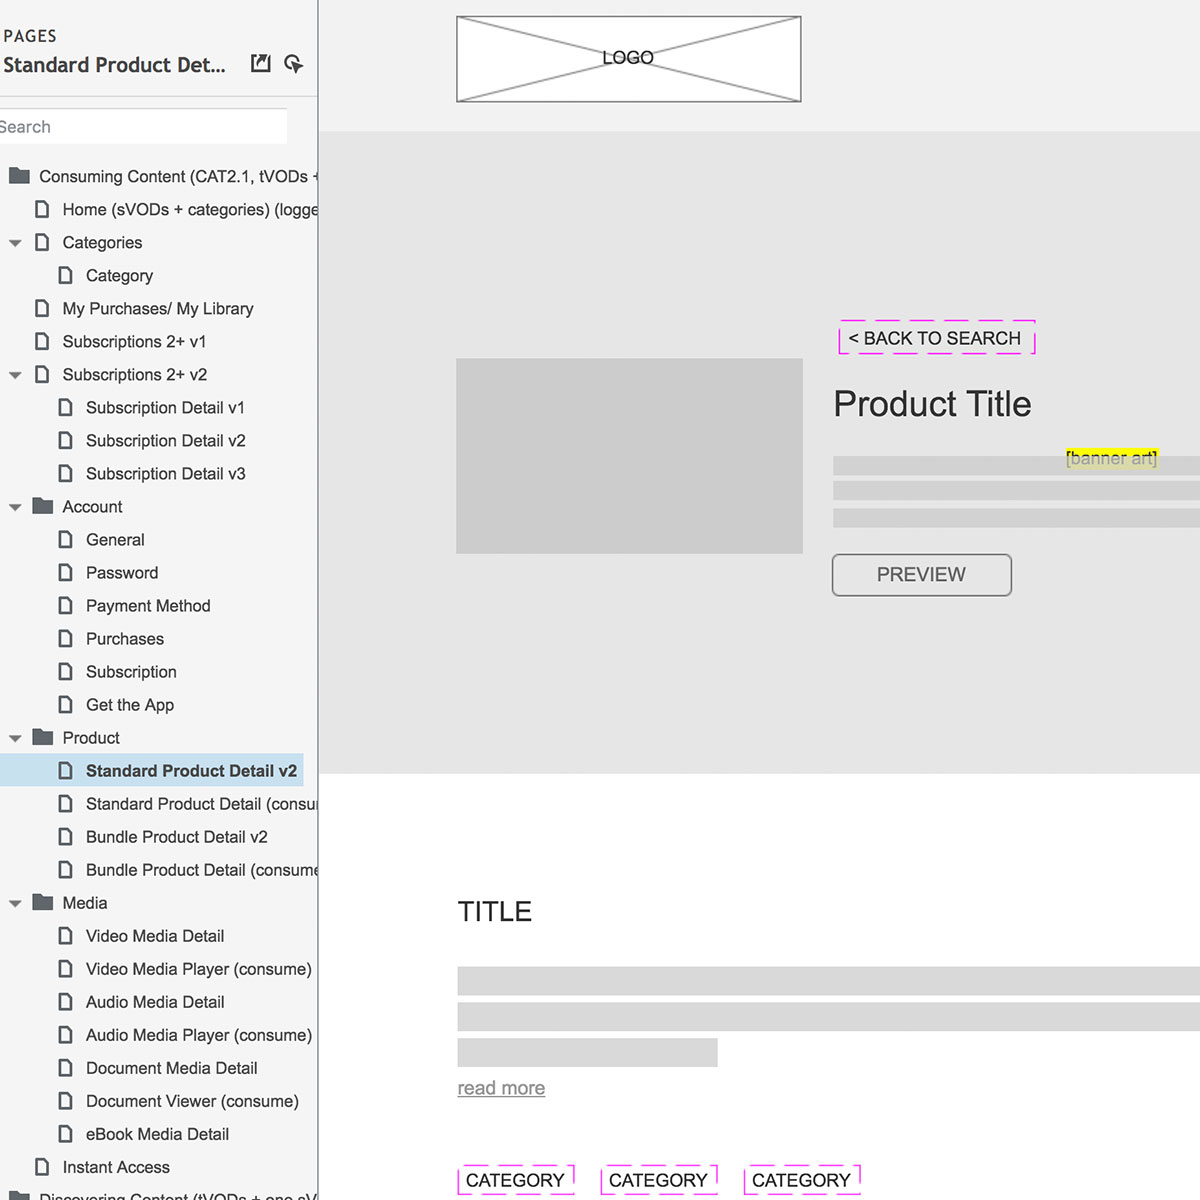 PAGES
Standard Product Det...
Search
Consuming Content (CAT2.1, tVODs +
Home (sVODs + categories) (logge
Categories
Category
My Purchases/ My Library
Subscriptions 2+ v1
Subscriptions 2+ v2
Subscription Detail v1
Subscription Detail v2
Subscription Detail v3
Account
General
Password
Payment Method
Purchases
Subscription
Get the App
Product
Standard Product Detail v2
Standard Product Detail (consu
Bundle Product Detail v2
Bundle Product Detail (consume
Media
Video Media Detail
Video Media Player (consume)
Audio Media Detail
Audio Media Player (consume)
Document Media Detail
Document Viewer (consume)
eBook Media Detail
Instant Access
Discovering Content (tVODs + one sV
LOGO
< BACK TO SEARCH
Product Title
[banner art]
PREVIEW
TITLE
read more
CATEGORY CATEGORY CATEGORY